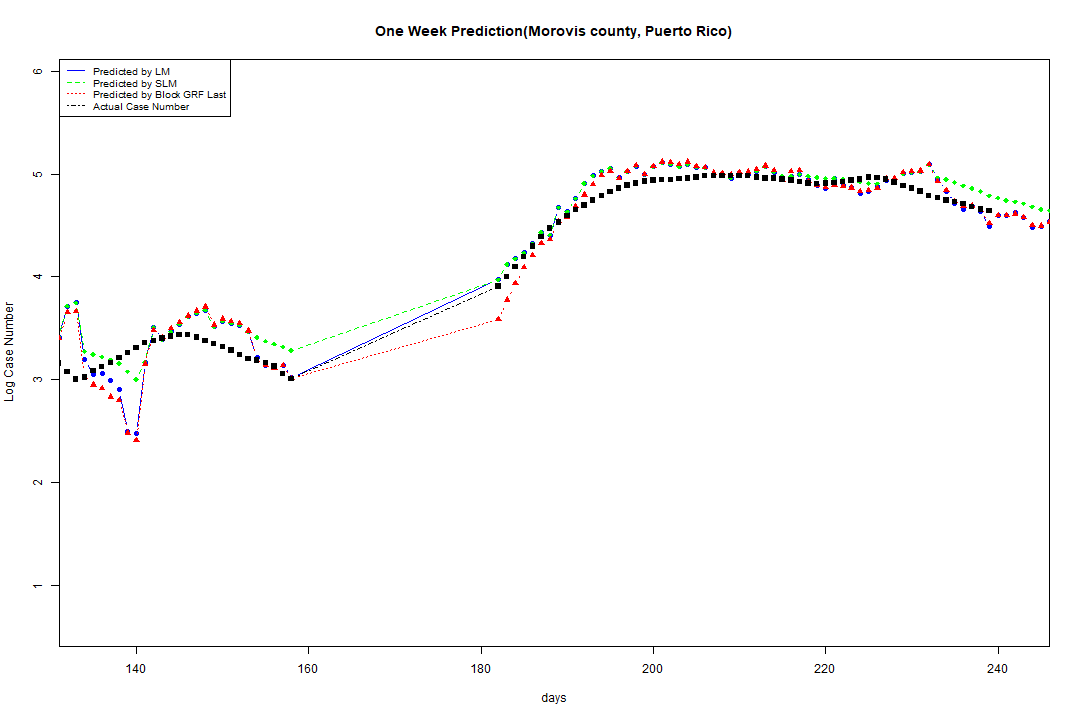 One Week Prediction(Morovis county, Puerto Rico)
Predicted by LM
Predicted by SLM
Predicted by Block GRF Last
Actual Case Number
6
5
4
3
2
1
Log Case Number
140 160 180 200 220 240
days